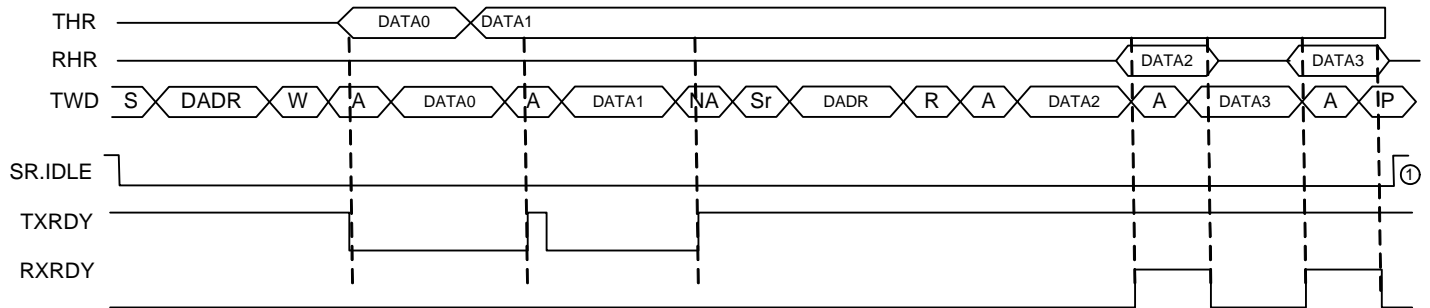 THR DATA0 DATA1
RHR DATA2 DATA3
TWD S DADR W A DATA0 A DATA1 NA Sr DADR R A DATA2 A DATA3 A P
SR.IDLE ①
TXRDY
RXRDY